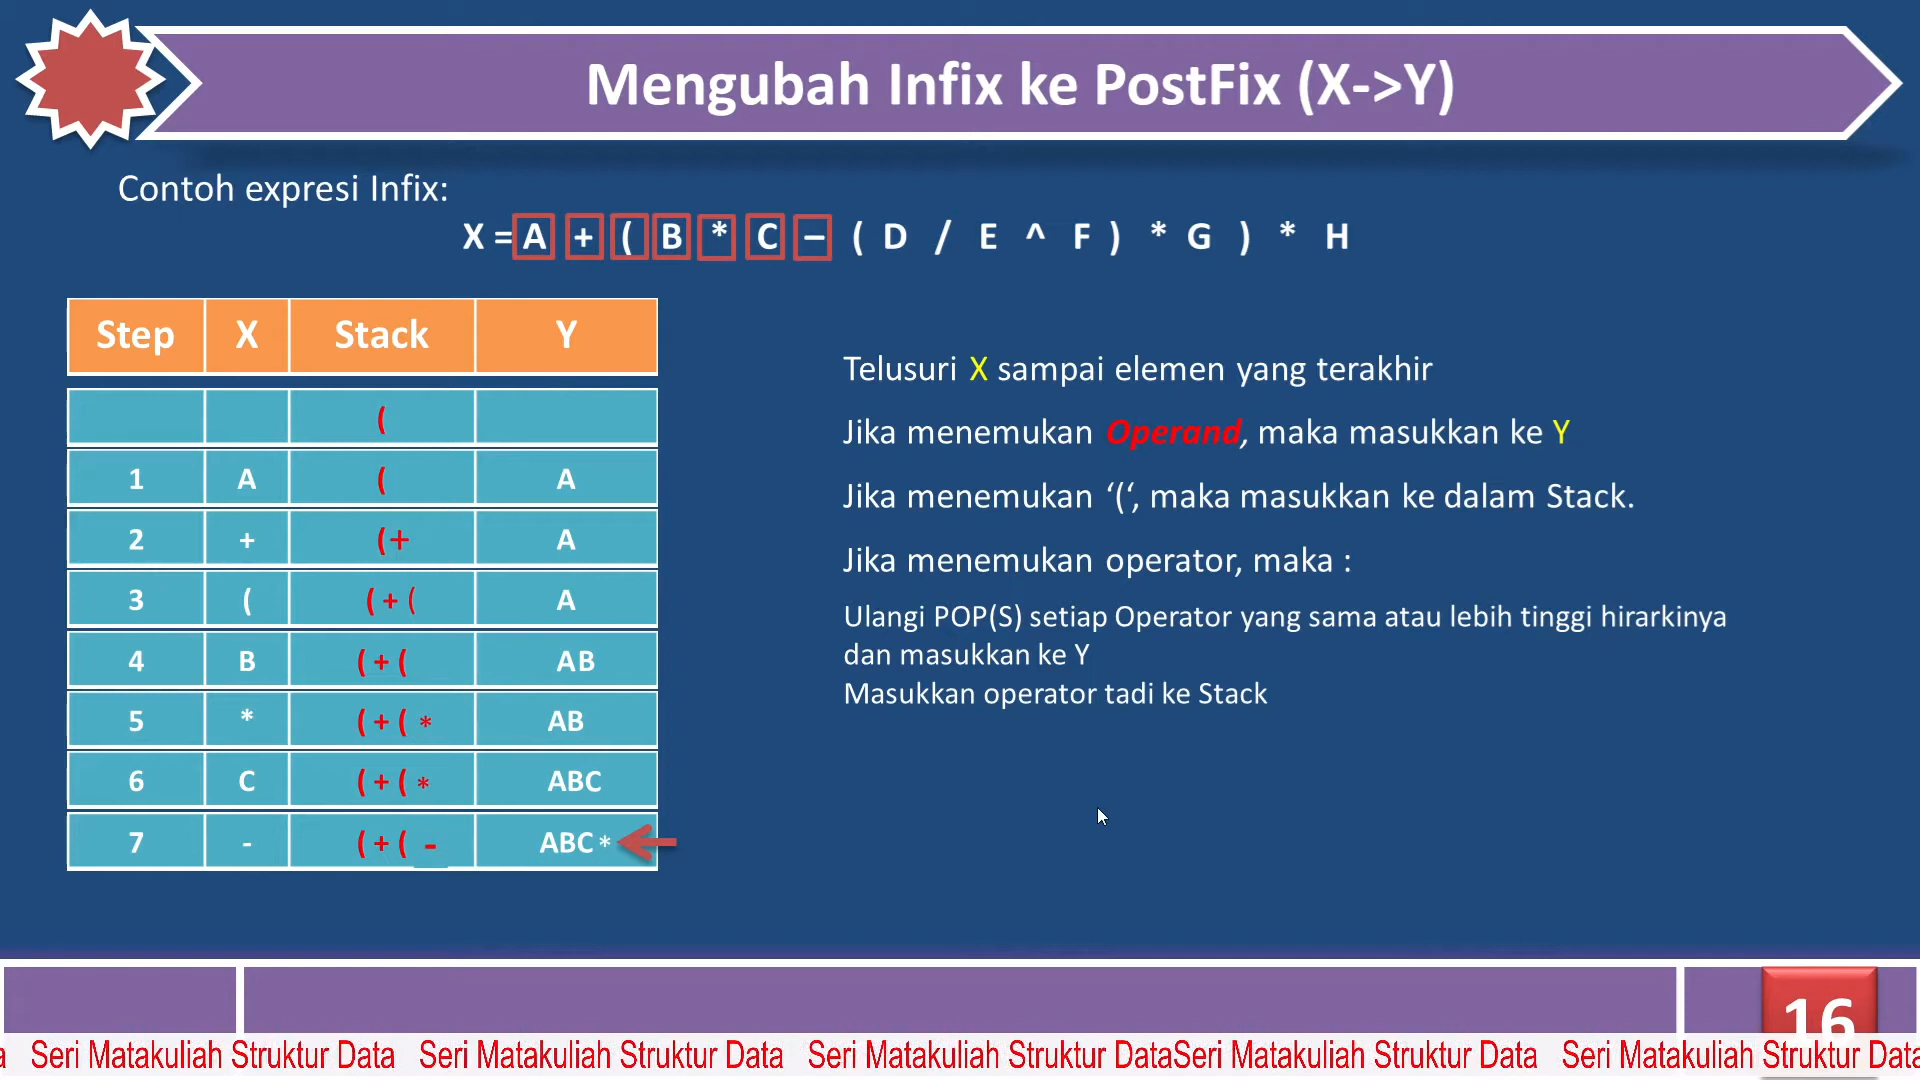 Mengubah Infix ke PostFix (X->Y)
Contoh expresi Infix:
X = A + ( B * C – ( D / E ^ F ) * G ) * H
Step X Stack Y
(
1 A ( A
2 + (+ A
3 ( (+( A
4 B (+( AB
5 * (+(* AB
6 C (+(* ABC
7 - (+(- ABC*
Telusuri X sampai elemen yang terakhir
Jika menemukan Operand, maka masukkan ke Y
Jika menemukan ‘(‘, maka masukkan ke dalam Stack.
Jika menemukan operator, maka :
Ulangi POP(S) setiap Operator yang sama atau lebih tinggi hirarkinya
dan masukkan ke Y
Masukkan operator tadi ke Stack
16
a Seri Matakuliah Struktur Data Seri Matakuliah Struktur Data Seri Matakuliah Struktur DataSeri Matakuliah Struktur Data Seri Matakuliah Struktur Data